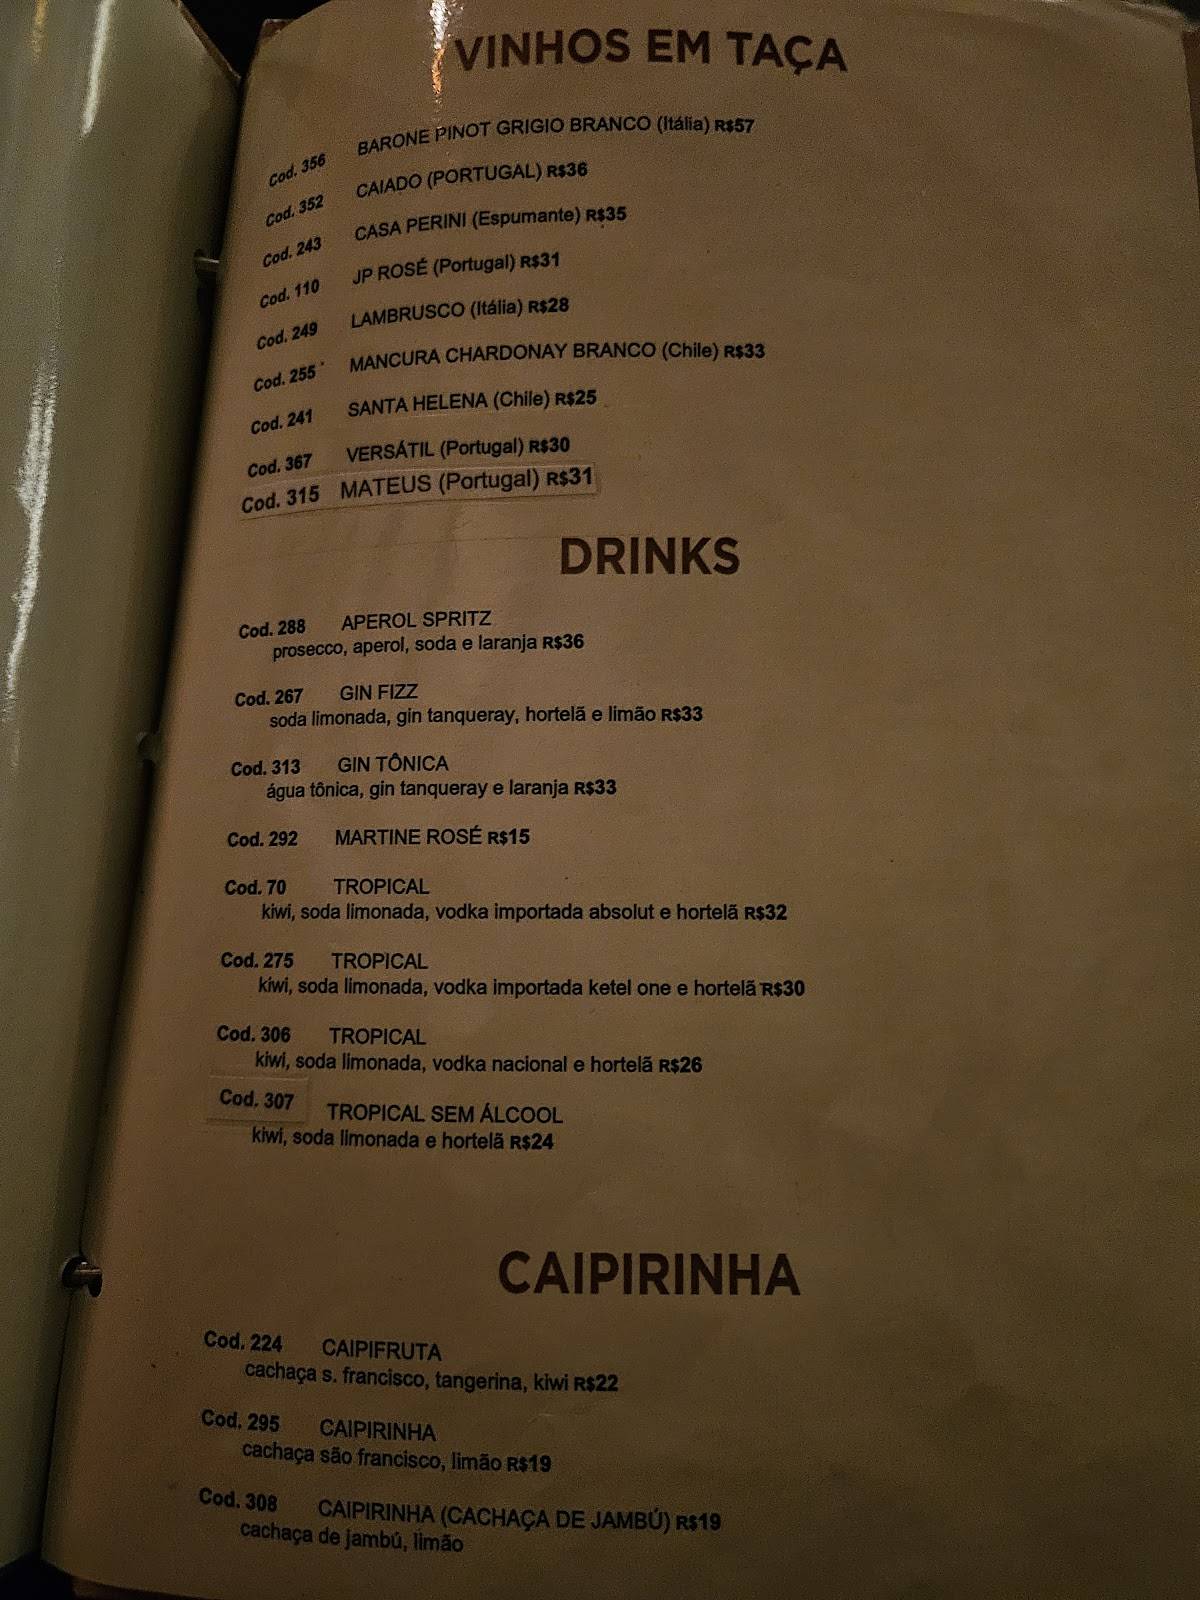 VINHOS EM TAÇA
Cod. 356 BARONE PINOT GRIGIO BRANCO (Itália) R$57
Cod. 352 CAIADO (PORTUGAL) R$36
Cod. 243 CASA PERINI (Espumante) R$35
Cod. 110 JP ROSÉ (Portugal) R$31
Cod. 249 LAMBRUSCO (Itália) R$28
Cod. 255 MANCURA CHARDONAY BRANCO (Chile) R$33
Cod. 241 SANTA HELENA (Chile) R$25
Cod. 367 VERSÁTIL (Portugal) R$30
Cod. 315 MATEUS (Portugal) R$31
DRINKS
Cod. 288 APEROL SPRITZ
prosecco, aperol, soda e laranja R$36
Cod. 267 GIN FIZZ
soda limonada, gin tanqueray, hortelã e limão R$33
Cod. 313 GIN TÔNICA
água tônica, gin tanqueray e laranja R$33
Cod. 292 MARTINE ROSÉ R$15
Cod. 70 TROPICAL
kiwi, soda limonada, vodka importada absolut e hortelã R$32
Cod. 275 TROPICAL
kiwi, soda limonada, vodka importada ketel one e hortelã R$30
Cod. 306 TROPICAL
kiwi, soda limonada, vodka nacional e hortelã R$26
Cod. 307 TROPICAL SEM ÁLCOOL
kiwi, soda limonada e hortelã R$24
CAIPIRINHA
Cod. 224 CAIPIFRUTA
cachaça s. francisco, tangerina, kiwi R$22
Cod. 295 CAIPIRINHA
cachaça são francisco, limão R$19
Cod. 308 CAIPIRINHA (CACHAÇA DE JAMBÚ) R$19
cachaça de jambú, limão